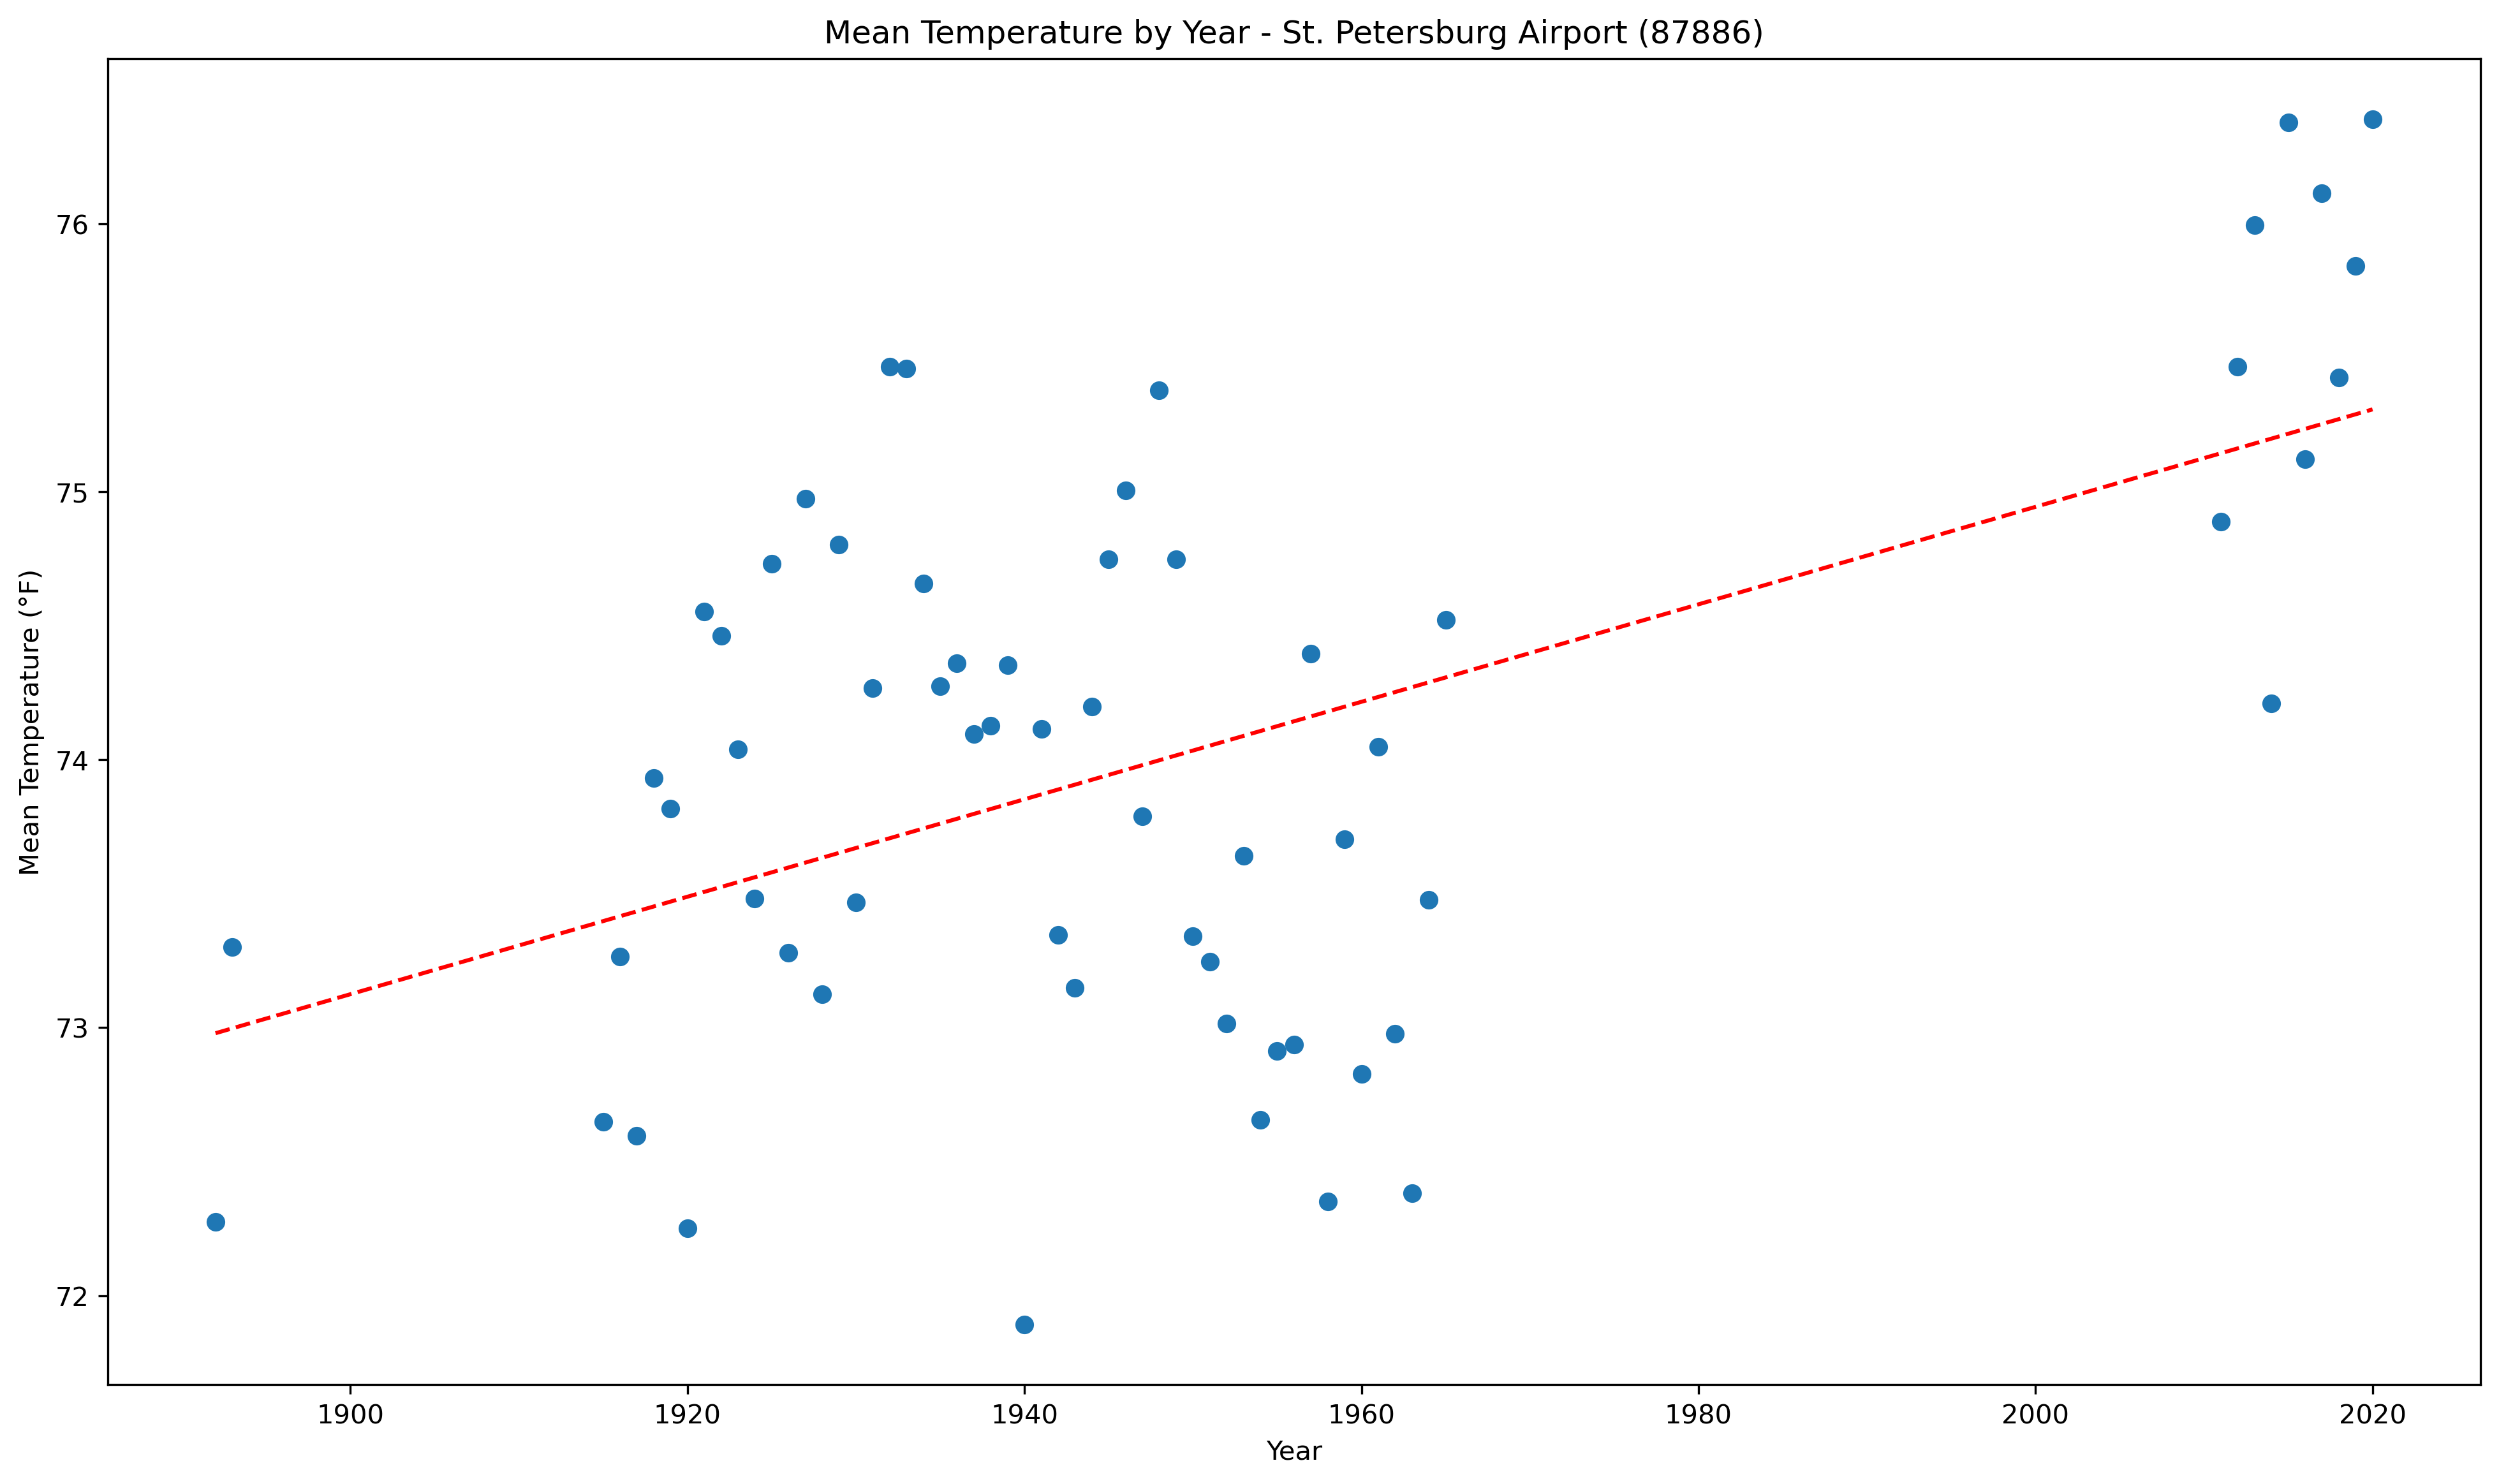 Mean Temperature by Year - St. Petersburg Airport (87886)
Mean Temperature (°F)
76
75
74
73
72
1900 1920 1940 1960 1980 2000 2020
Year